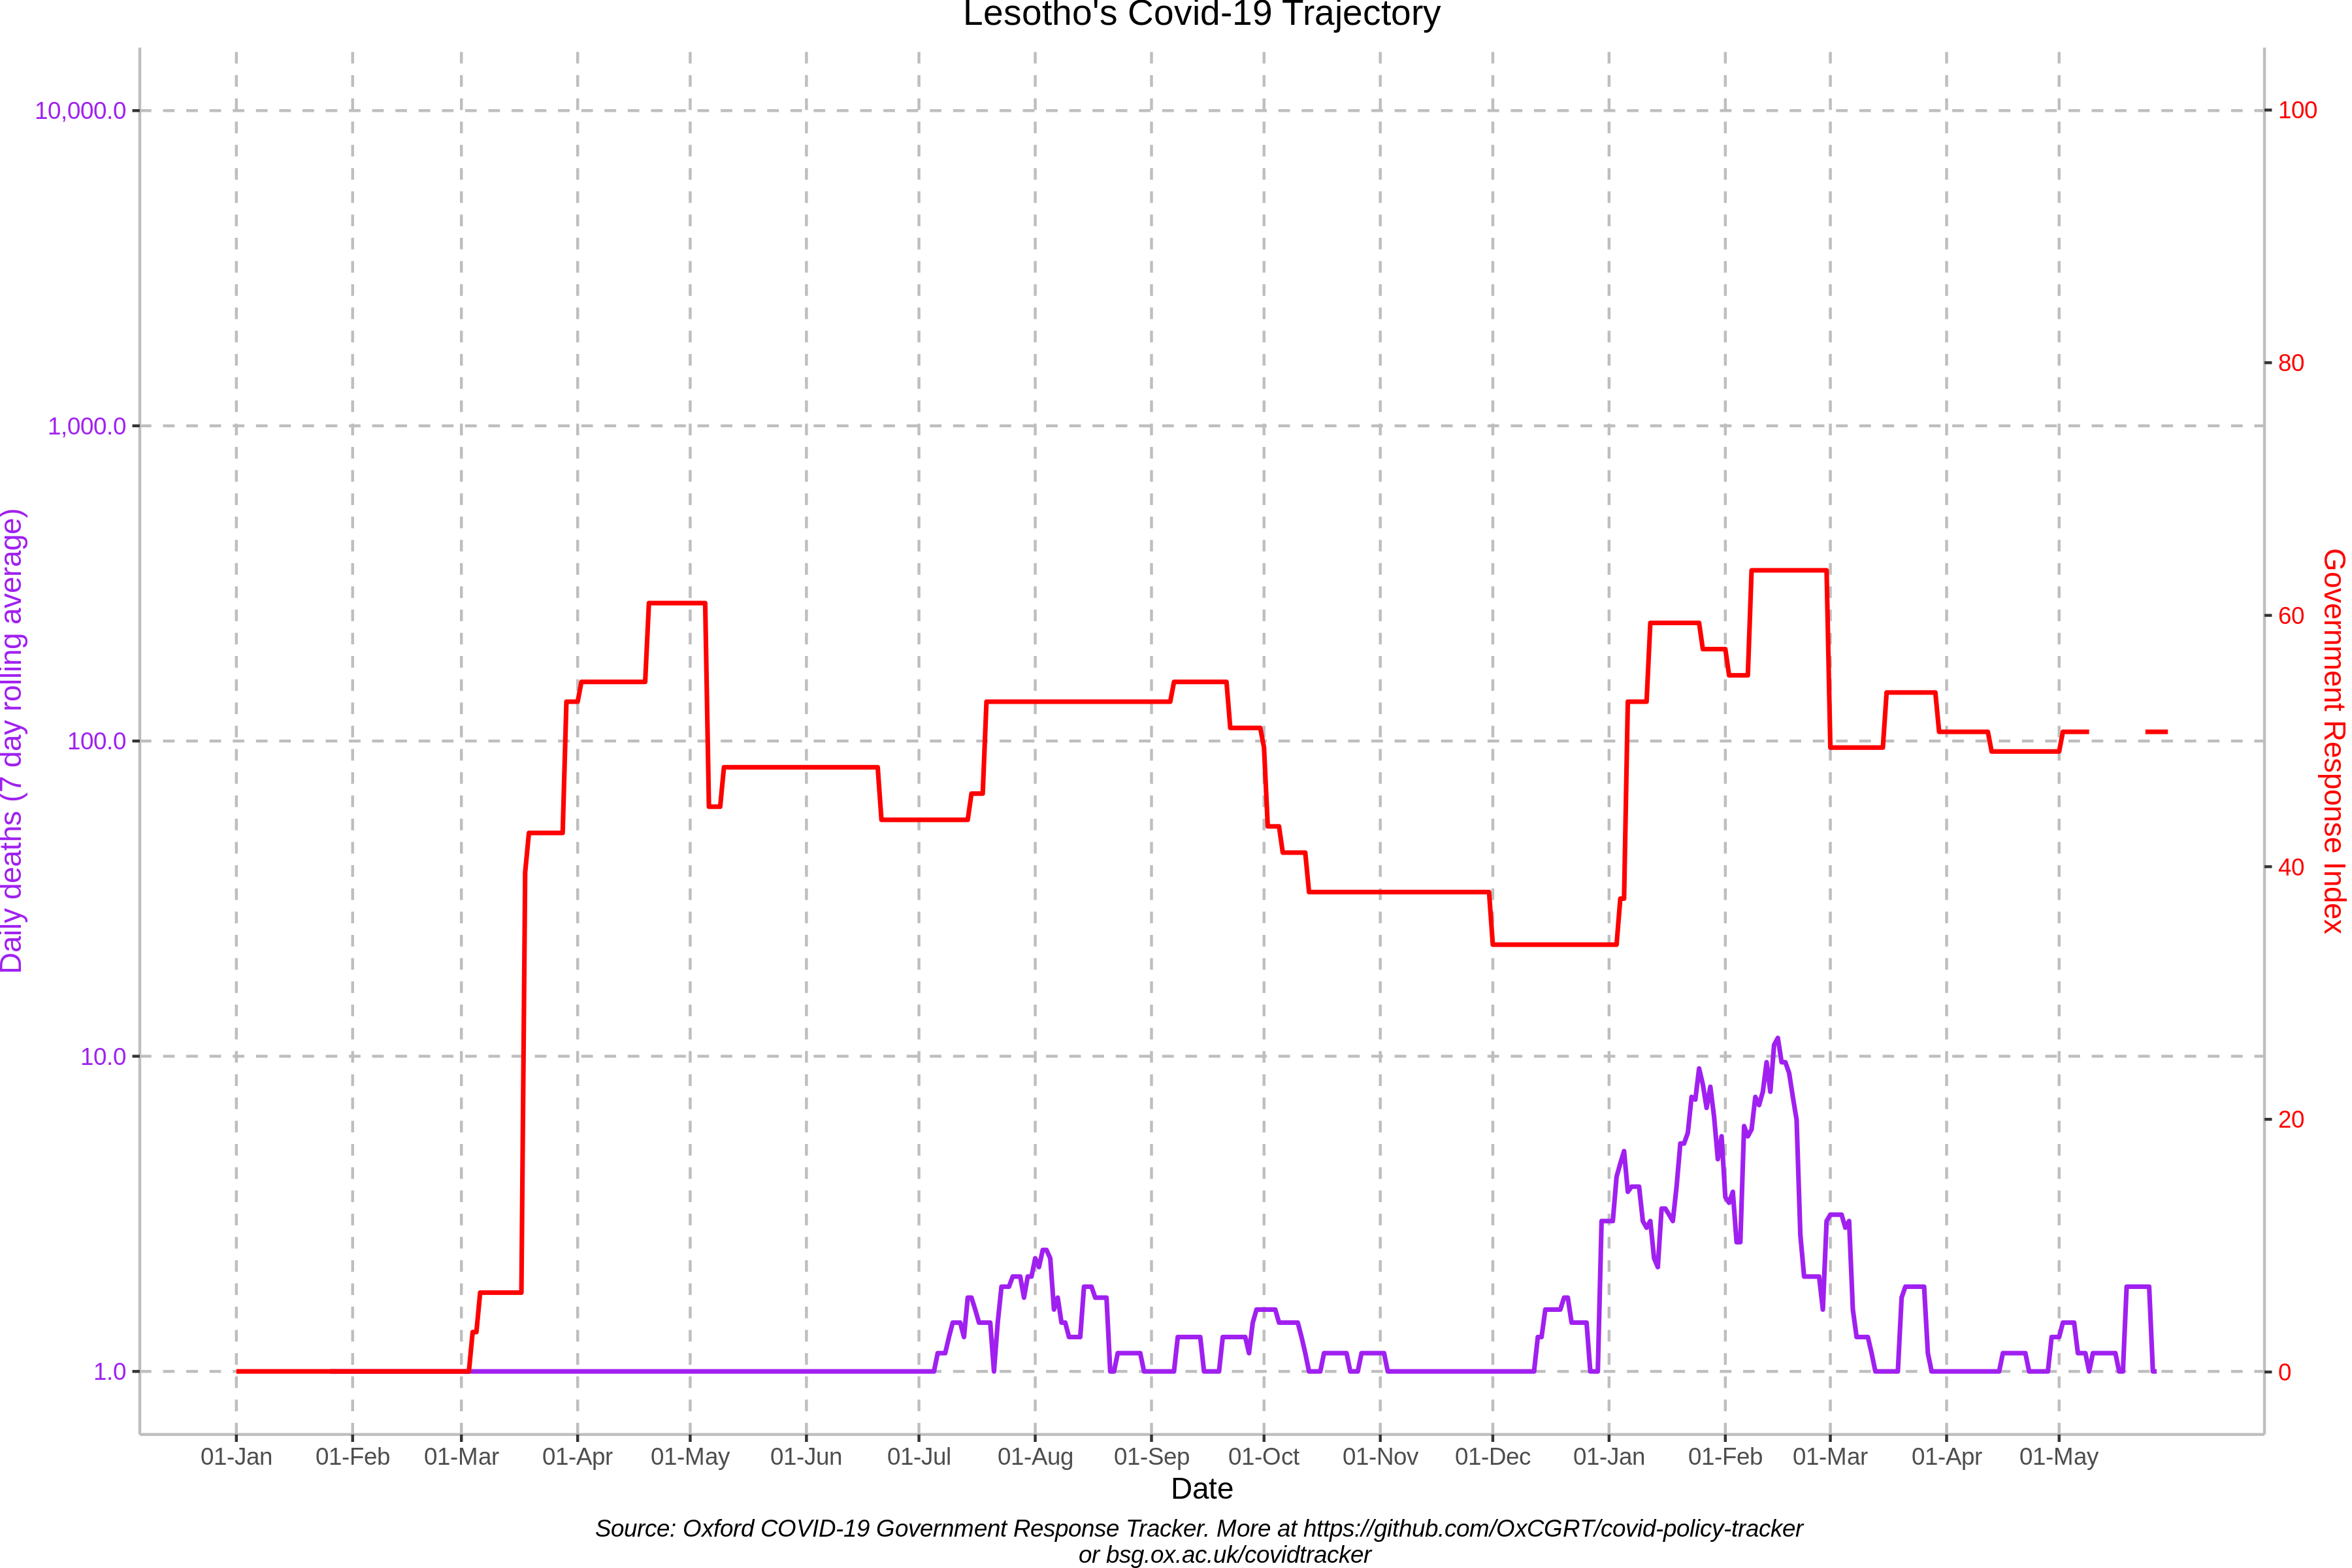 Lesotho's Covid-19 Trajectory
10,000.0
1,000.0
100.0
10.0
1.0
Daily deaths (7 day rolling average)
100
80
60
40
20
0
Government Response Index
01-Jan 01-Feb 01-Mar 01-Apr 01-May 01-Jun 01-Jul 01-Aug 01-Sep 01-Oct 01-Nov 01-Dec 01-Jan 01-Feb 01-Mar 01-Apr 01-May
Date
Source: Oxford COVID-19 Government Response Tracker. More at https://github.com/OxCGRT/covid-policy-tracker
or bsg.ox.ac.uk/covidtracker